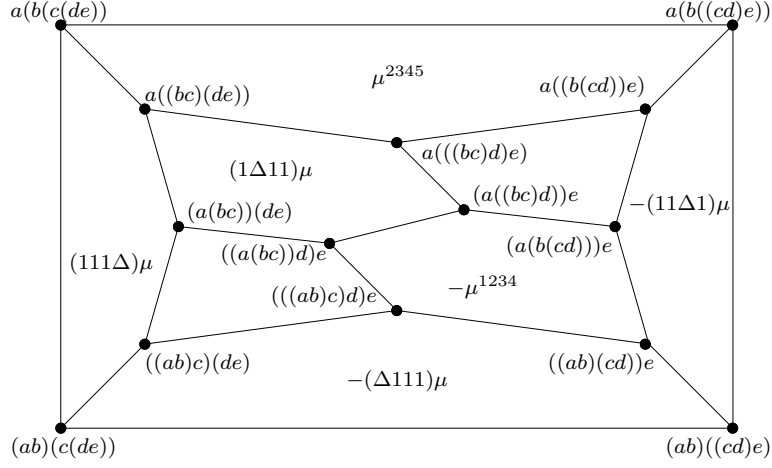 a(b(c(de))
a(b((cd)e))
μ^{2345}
a((b(cd))e)
a((bc)(de))
a(((bc)d)e)
(1Δ11)μ
(a((bc)d))e
−(11Δ1)μ
(a(bc))(de)
(a(b(cd)))e
((a(bc))d)e
(111Δ)μ
−μ^{1234}
(((ab)c)d)e
((ab)c)(de)
((ab)(cd))e
−(Δ111)μ
(ab)(c(de))
(ab)((cd)e)